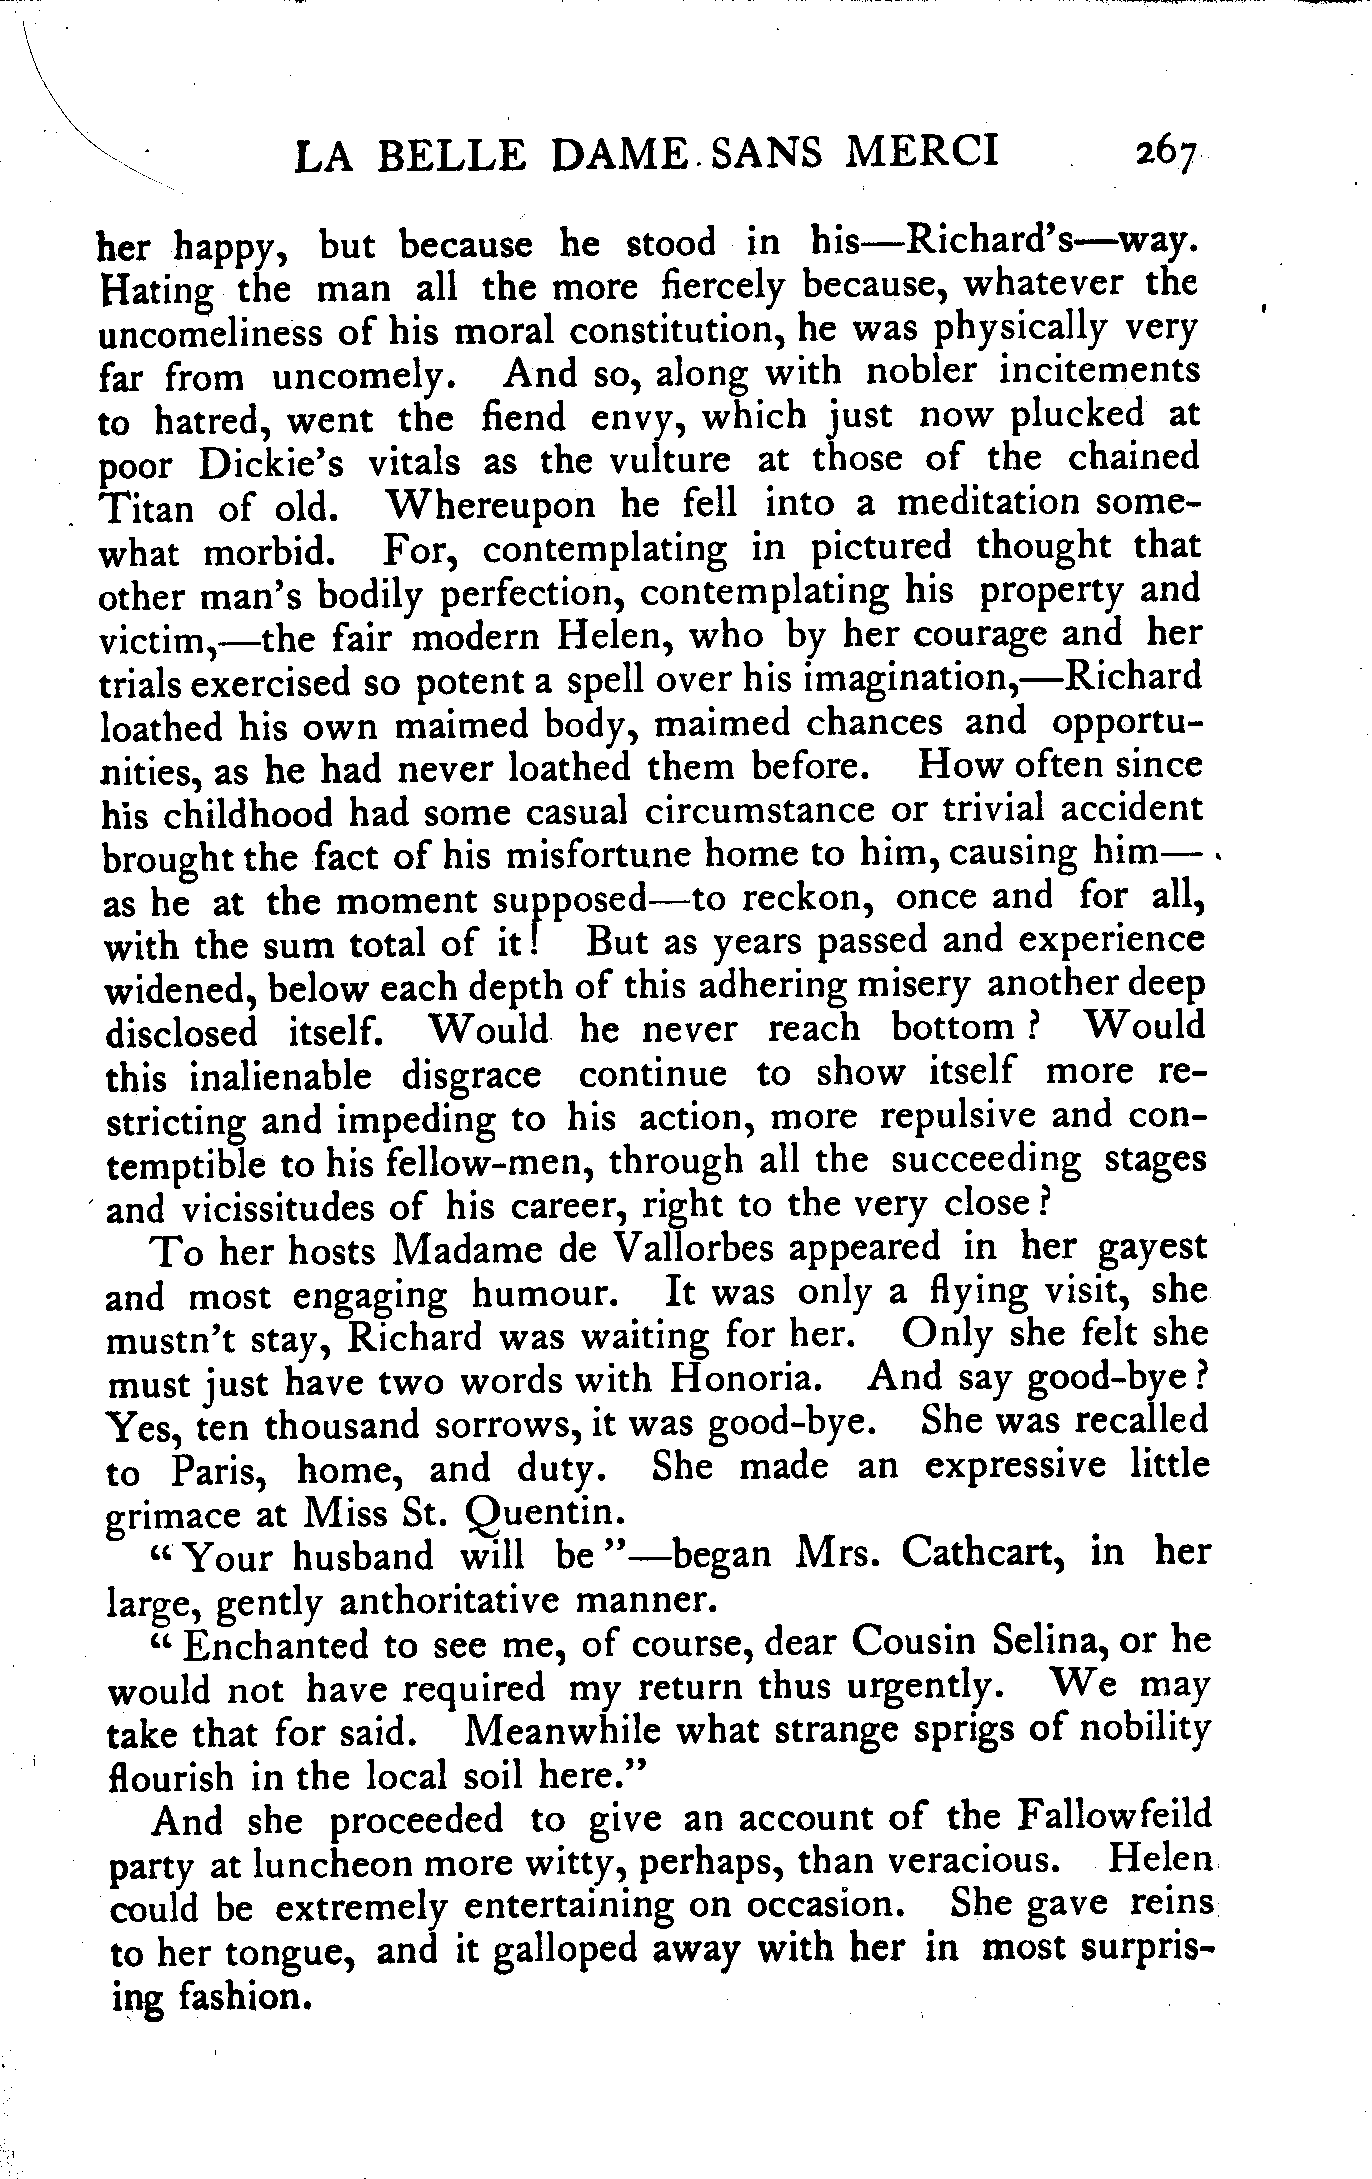 LA BELLE DAME SANS MERCI 267
her happy, but because he stood in his—Richard's—way.
Hating the man all the more fiercely because, whatever the
uncomeliness of his moral constitution, he was physically very
far from uncomely. And so, along with nobler incitements
to hatred, went the fiend envy, which just now plucked at
poor Dickie's vitals as the vulture at those of the chained
Titan of old. Whereupon he fell into a meditation some-
what morbid. For, contemplating in pictured thought that
other man's bodily perfection, contemplating his property and
victim,—the fair modern Helen, who by her courage and her
trials exercised so potent a spell over his imagination,—Richard
loathed his own maimed body, maimed chances and opportu-
nities, as he had never loathed them before. How often since
his childhood had some casual circumstance or trivial accident
brought the fact of his misfortune home to him, causing him—
as he at the moment supposed—to reckon, once and for all,
with the sum total of it! But as years passed and experience
widened, below each depth of this adhering misery another deep
disclosed itself. Would he never reach bottom? Would
this inalienable disgrace continue to show itself more re-
stricting and impeding to his action, more repulsive and con-
temptible to his fellow-men, through all the succeeding stages
and vicissitudes of his career, right to the very close?
To her hosts Madame de Vallorbes appeared in her gayest
and most engaging humour. It was only a flying visit, she
mustn't stay, Richard was waiting for her. Only she felt she
must just have two words with Honoria. And say good-bye?
Yes, ten thousand sorrows, it was good-bye. She was recalled
to Paris, home, and duty. She made an expressive little
grimace at Miss St. Quentin.
"Your husband will be"—began Mrs. Cathcart, in her
large, gently anthoritative manner.
"Enchanted to see me, of course, dear Cousin Selina, or he
would not have required my return thus urgently. We may
take that for said. Meanwhile what strange sprigs of nobility
flourish in the local soil here."
And she proceeded to give an account of the Fallowfeild
party at luncheon more witty, perhaps, than veracious. Helen
could be extremely entertaining on occasion. She gave reins
to her tongue, and it galloped away with her in most surpris-
ing fashion.